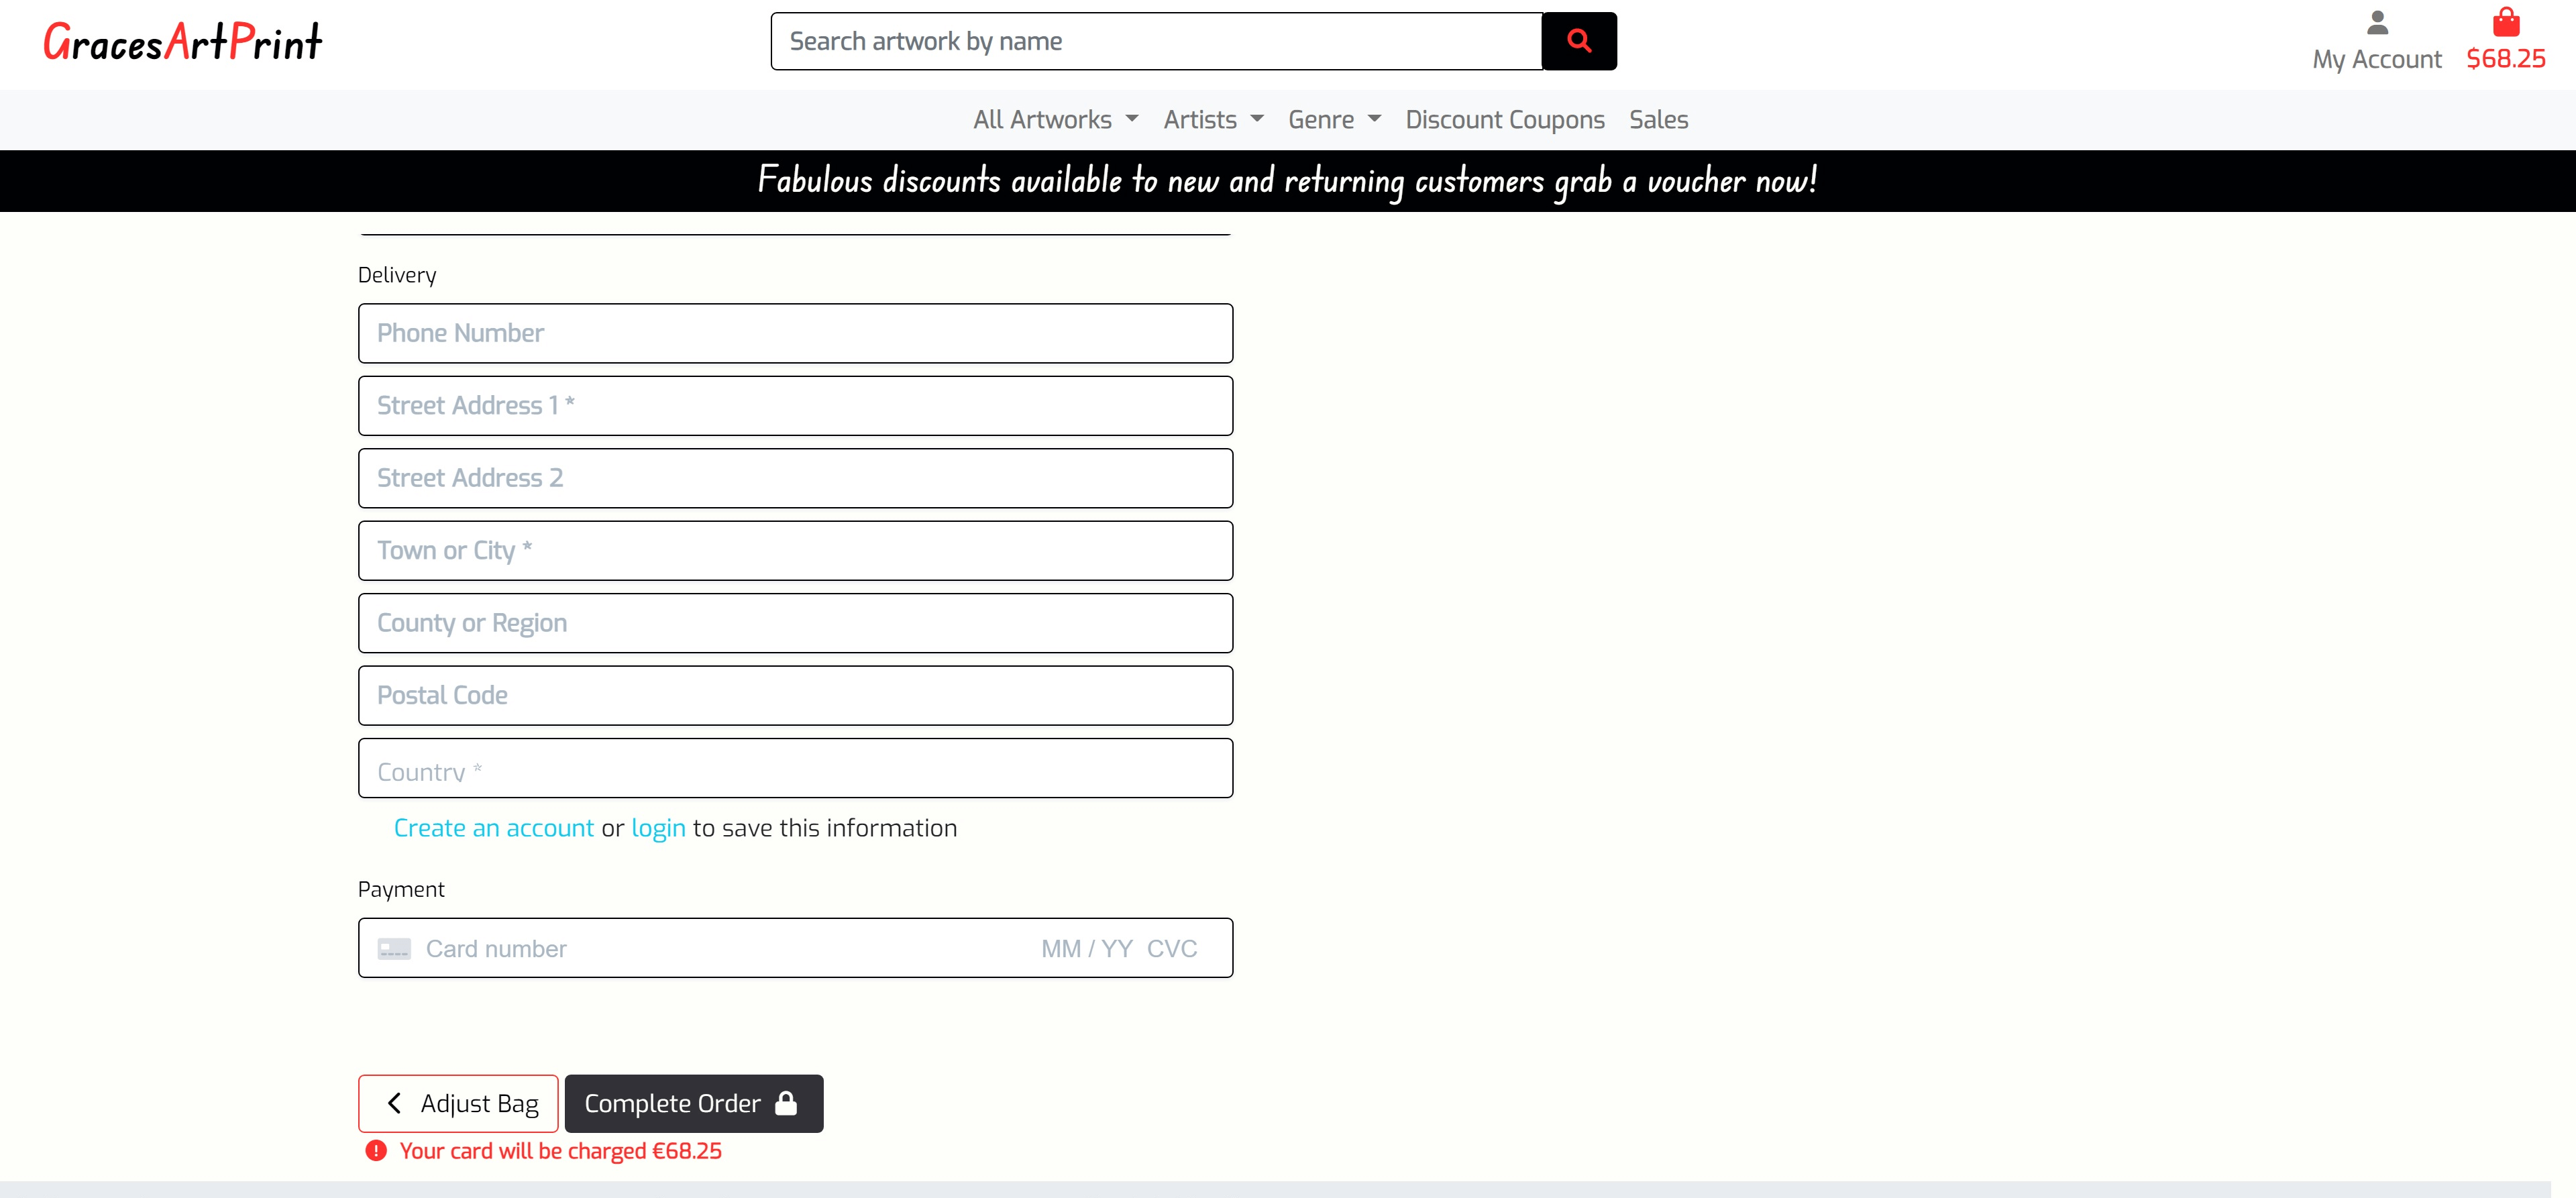 GracesArtPrint
Search artwork by name
My Account
$68.25
All Artworks Artists Genre Discount Coupons Sales
Fabulous discounts available to new and returning customers grab a voucher now!
Delivery
Phone Number
Street Address 1 *
Street Address 2
Town or City *
County or Region
Postal Code
Country *
Create an account or login to save this information
Payment
Card number MM / YY CVC
Adjust Bag
Complete Order
Your card will be charged €68.25